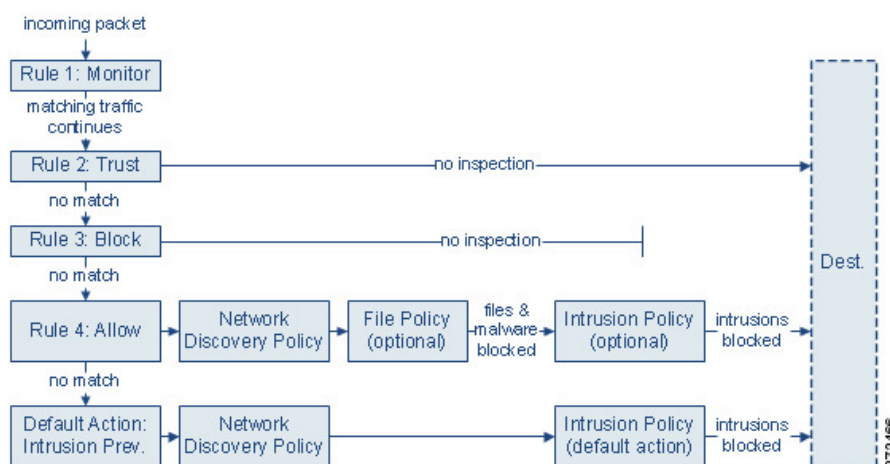 incoming packet
Rule 1: Monitor
matching traffic
continues
Rule 2: Trust
no inspection
no match
Rule 3: Block
no inspection
no match
Rule 4: Allow
Network
Discovery Policy
File Policy
(optional)
files &
malware
blocked
Intrusion Policy
(optional)
intrusions
blocked
Dest.
no match
Default Action:
Intrusion Prev.
Network
Discovery Policy
Intrusion Policy
(default action)
intrusions
blocked